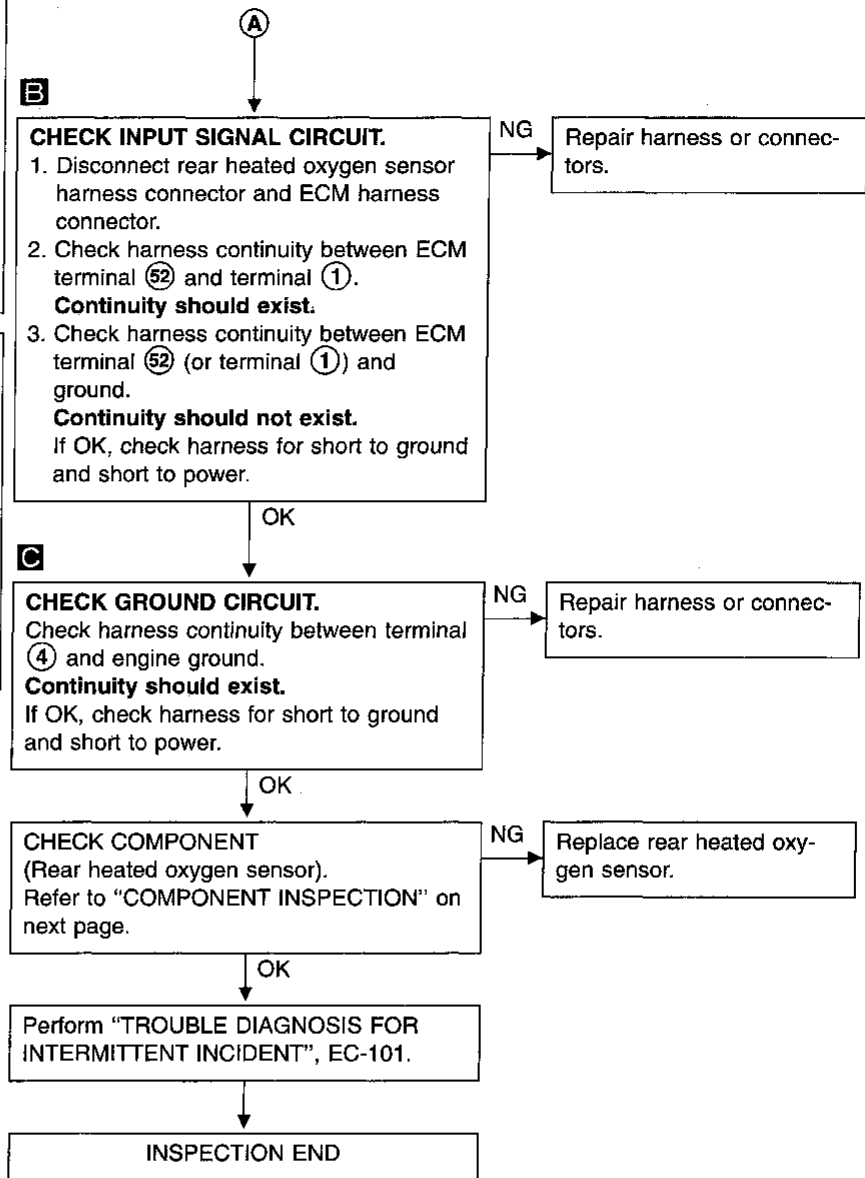 A
B
CHECK INPUT SIGNAL CIRCUIT.
1. Disconnect rear heated oxygen sensor
harness connector and ECM harness
connector.
2. Check harness continuity between ECM
terminal 52 and terminal 1.
Continuity should exist.
3. Check harness continuity between ECM
terminal 52 (or terminal 1) and
ground.
Continuity should not exist.
If OK, check harness for short to ground
and short to power.
NG
Repair harness or connec-
tors.
OK
C
CHECK GROUND CIRCUIT.
Check harness continuity between terminal
4 and engine ground.
Continuity should exist.
If OK, check harness for short to ground
and short to power.
NG
Repair harness or connec-
tors.
OK
CHECK COMPONENT
(Rear heated oxygen sensor).
Refer to “COMPONENT INSPECTION” on
next page.
NG
Replace rear heated oxy-
gen sensor.
OK
Perform “TROUBLE DIAGNOSIS FOR
INTERMITTENT INCIDENT”, EC-101.
INSPECTION END